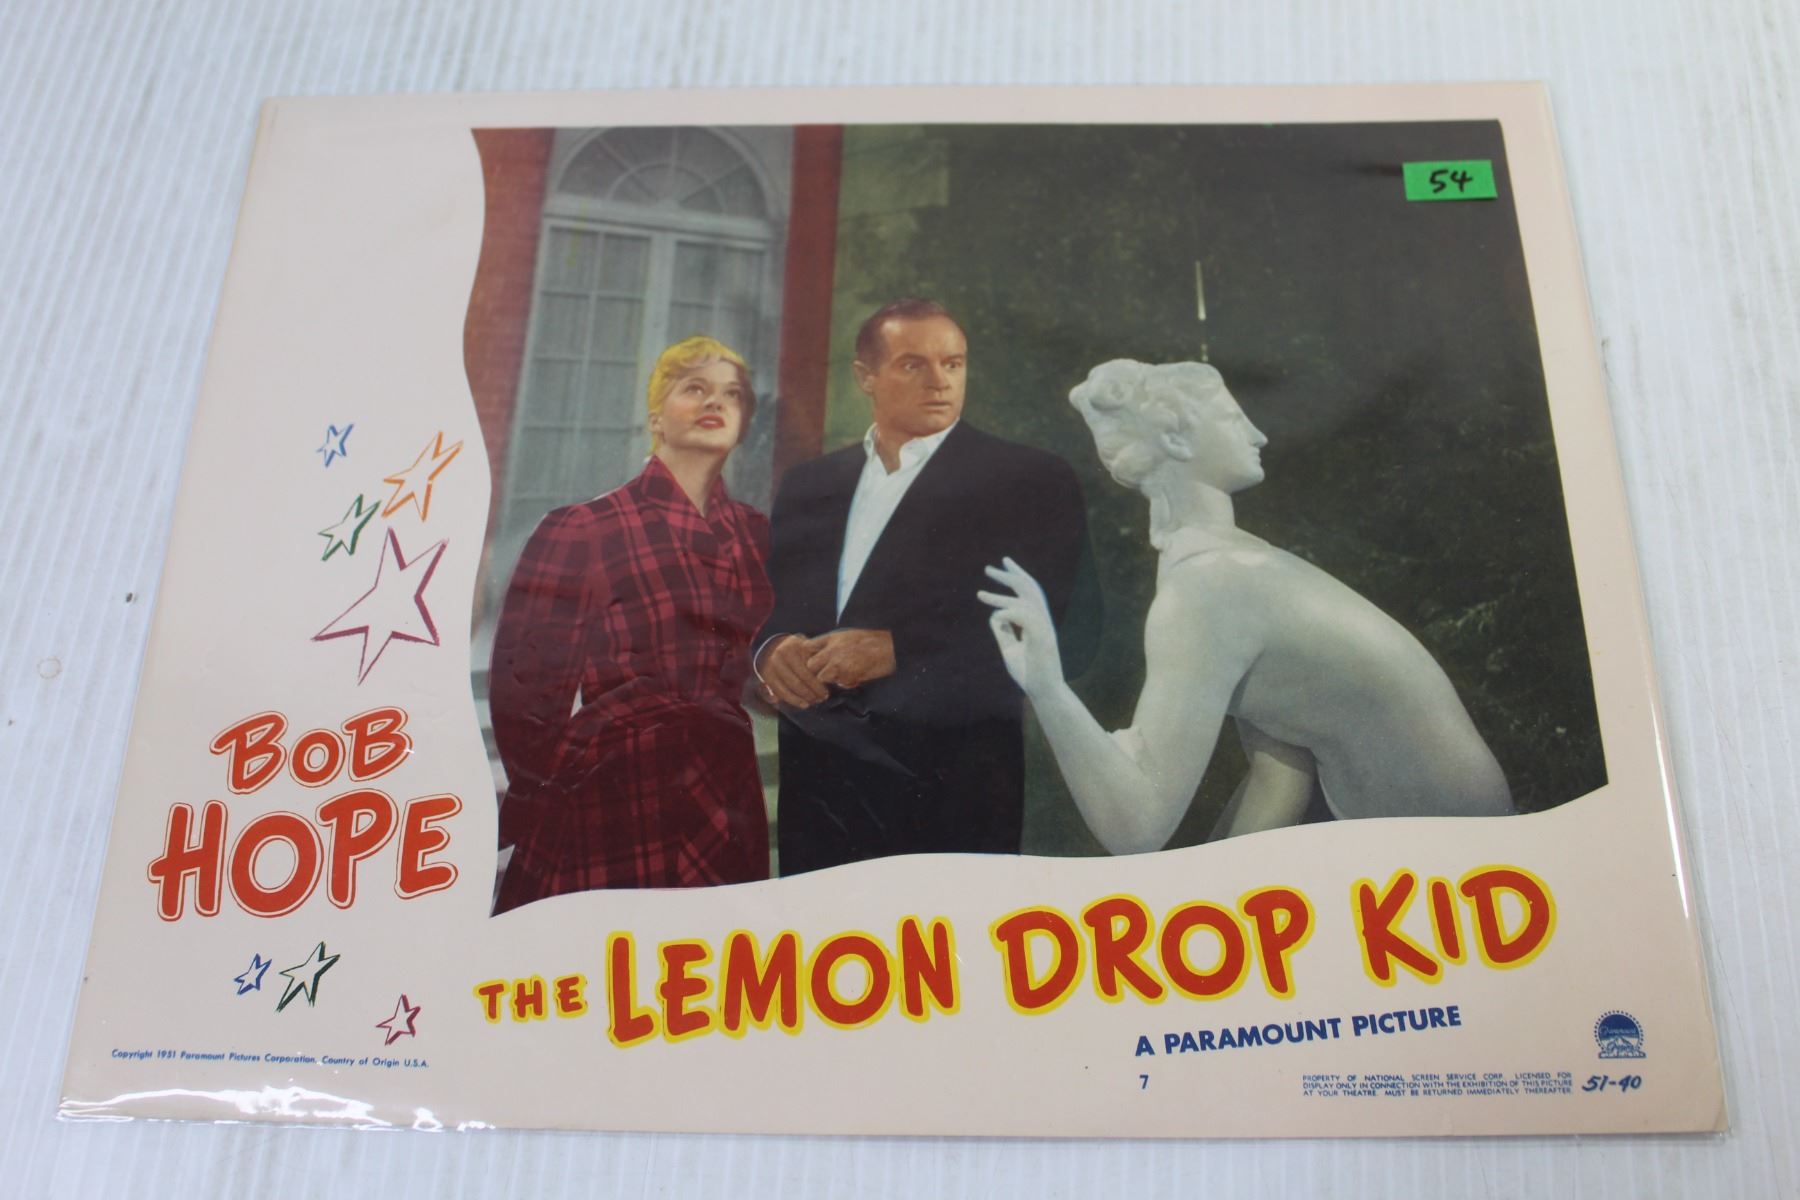 54
BOB
HOPE
THE LEMON DROP KID
A PARAMOUNT PICTURE
Copyright 1951 Paramount Pictures Corporation, Country of Origin U.S.A.
7
PROPERTY OF NATIONAL SCREEN SERVICE CORP. LICENSED FOR
DISPLAY ONLY IN CONNECTION WITH THE EXHIBITION OF THIS PICTURE
AT YOUR THEATRE. MUST BE RETURNED IMMEDIATELY THEREAFTER.
51-40
Paramount